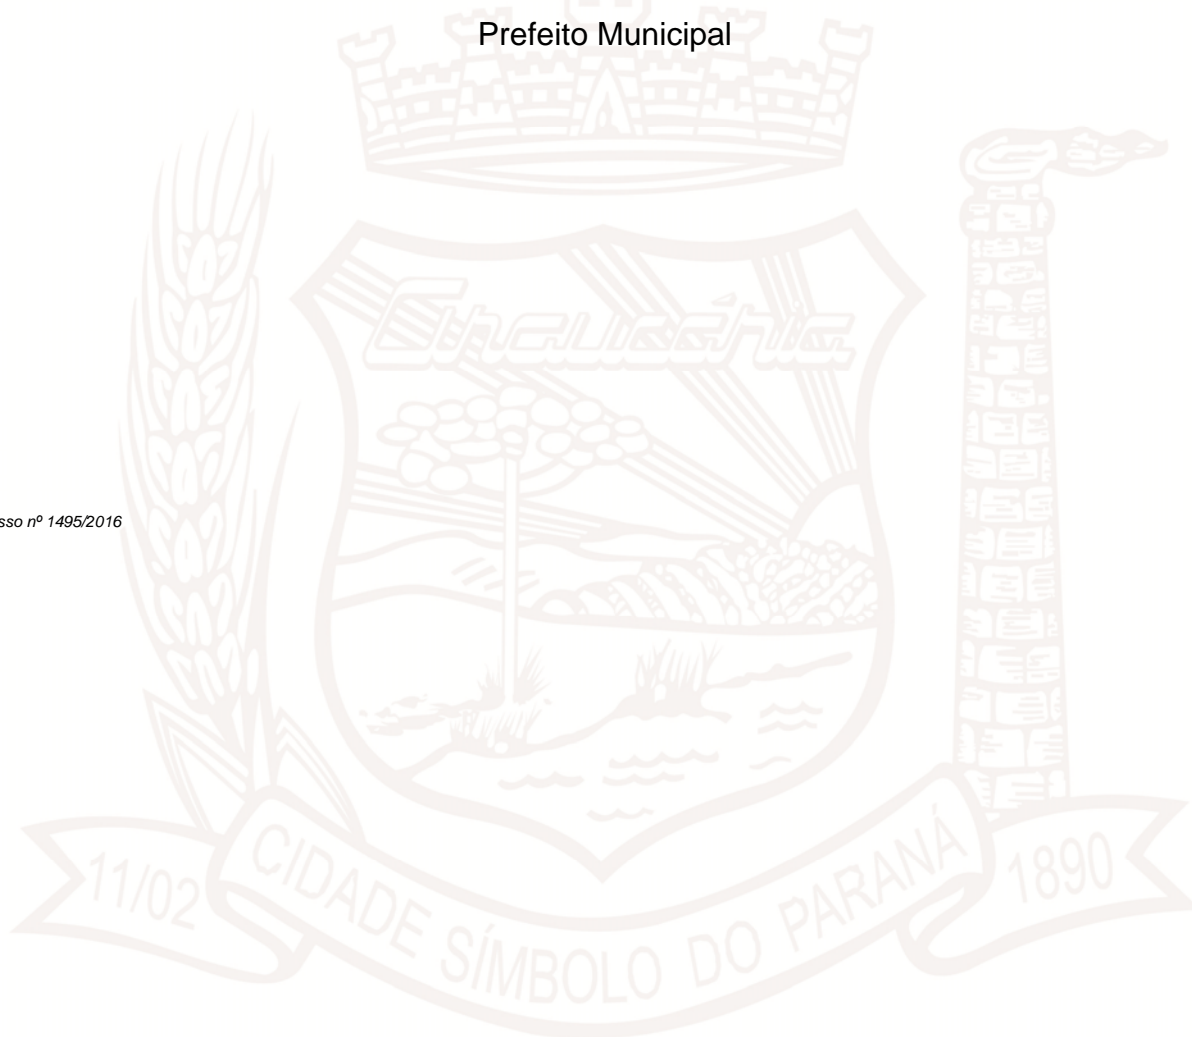 Prefeito Municipal
Araucária
sso nº 1495/2016
11/02
CIDADE SÍMBOLO DO PARANÁ
1890